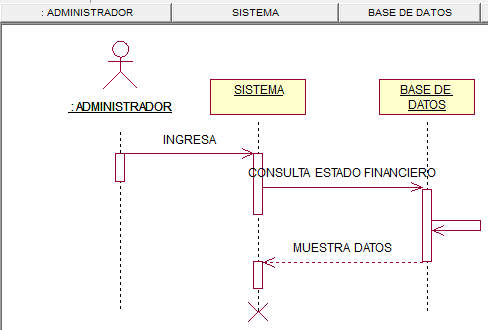 : ADMINISTRADOR
SISTEMA
BASE DE DATOS
: ADMINISTRADOR
SISTEMA
BASE DE
DATOS
INGRESA
CONSULTA ESTADO FINANCIERO
MUESTRA DATOS